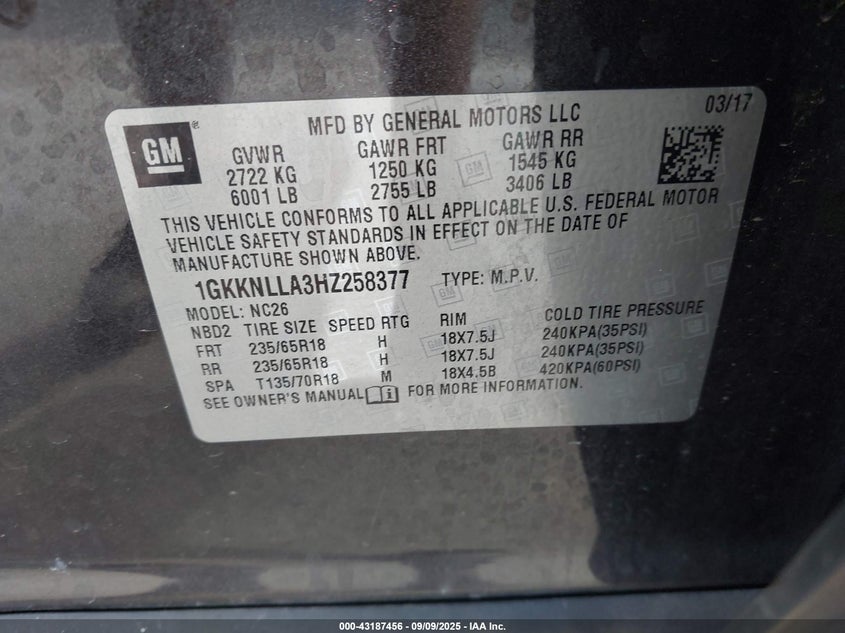 GM®
MFD BY GENERAL MOTORS LLC
03/17
GVWR GAWR FRT GAWR RR
2722 KG 1250 KG 1545 KG
6001 LB 2755 LB 3406 LB
THIS VEHICLE CONFORMS TO ALL APPLICABLE U.S. FEDERAL MOTOR
VEHICLE SAFETY STANDARDS IN EFFECT ON THE DATE OF
MANUFACTURE SHOWN ABOVE.
1GKKNLLA3HZ258377 TYPE: M.P.V.
MODEL: NC26
NBD2 TIRE SIZE SPEED RTG RIM COLD TIRE PRESSURE
FRT 235/65R18 H 18X7.5J 240KPA(35PSI)
RR 235/65R18 H 18X7.5J 240KPA(35PSI)
SPA T135/70R18 M 18X4.5B 420KPA(60PSI)
SEE OWNER'S MANUAL FOR MORE INFORMATION.
000-43187456 - 09/09/2025 - IAA Inc.